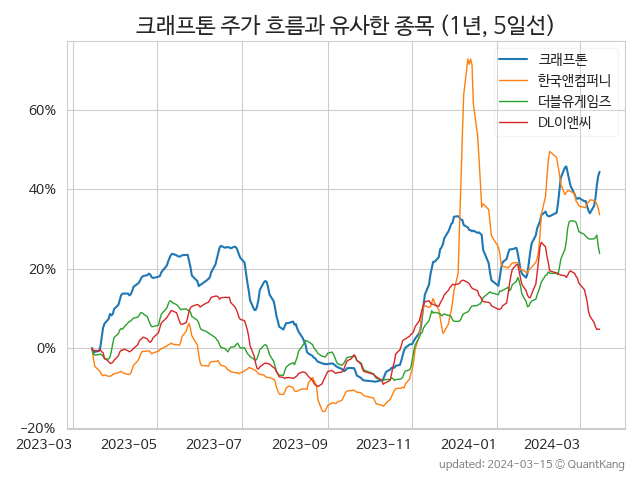 크래프톤 주가 흐름과 유사한 종목 (1년, 5일선)
크래프톤
한국앤컴퍼니
더블유게임즈
DL이앤씨
60%
40%
20%
0%
−20%
2023-03 2023-05 2023-07 2023-09 2023-11 2024-01 2024-03
updated: 2024-03-15 © QuantKang